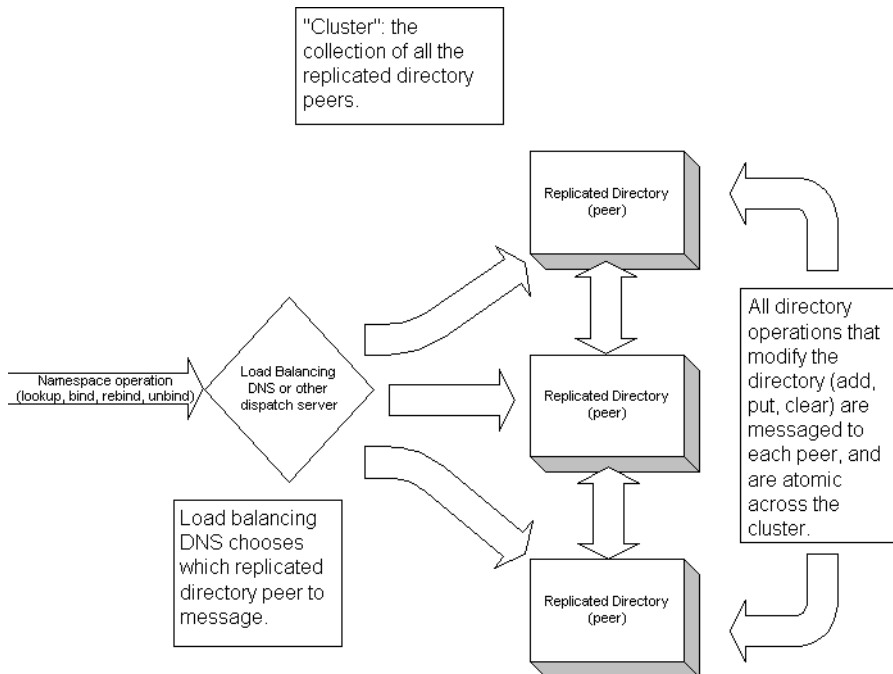 "Cluster": the
collection of all the
replicated directory
peers.
Replicated Directory
(peer)
Namespace operation
(lookup, bind, rebind, unbind)
Load Balancing
DNS or other
dispatch server
Replicated Directory
(peer)
All directory
operations that
modify the
directory (add,
put, clear) are
messaged to
each peer, and
are atomic
across the
cluster.
Load balancing
DNS chooses
which replicated
directory peer to
message.
Replicated Directory
(peer)